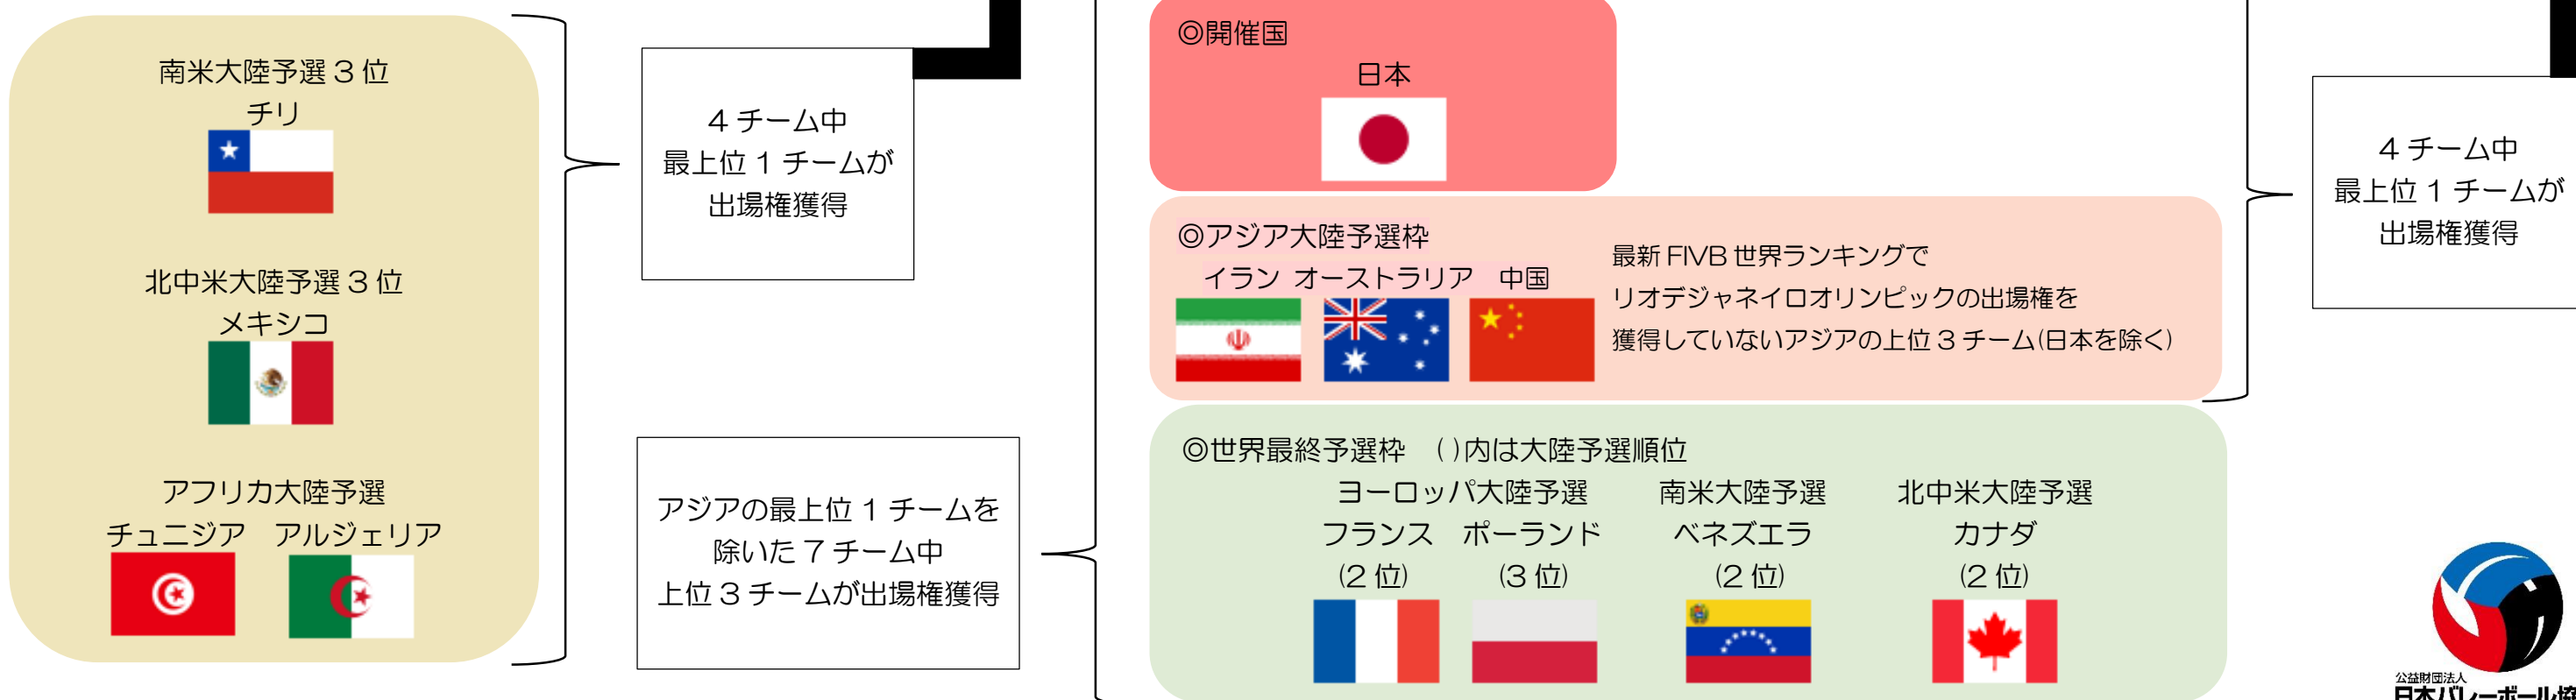 南米大陸予選3位
チリ
北中米大陸予選3位
メキシコ
アフリカ大陸予選
チュニジア　アルジェリア
4チーム中
最上位1チームが
出場権獲得
アジアの最上位1チームを
除いた7チーム中
上位3チームが出場権獲得
◎開催国
日本
◎アジア大陸予選枠
イラン オーストラリア　中国
最新FIVB世界ランキングで
リオデジャネイロオリンピックの出場権を
獲得していないアジアの上位3チーム(日本を除く)
◎世界最終予選枠　( )内は大陸予選順位
ヨーロッパ大陸予選　南米大陸予選　北中米大陸予選
フランス　ポーランド　ベネズエラ　カナダ
(2位)　(3位)　(2位)　(2位)
4チーム中
最上位1チームが
出場権獲得
公益財団法人
日本バレーボール協